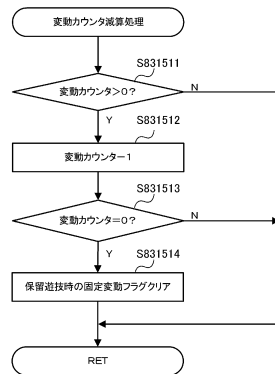 変動カウンタ減算処理
S831511
変動カウンタ>0?
N
Y
S831512
変動カウンター1
S831513
変動カウンタ=0?
N
Y
S831514
保留遊技時の固定変動フラグクリア
RET